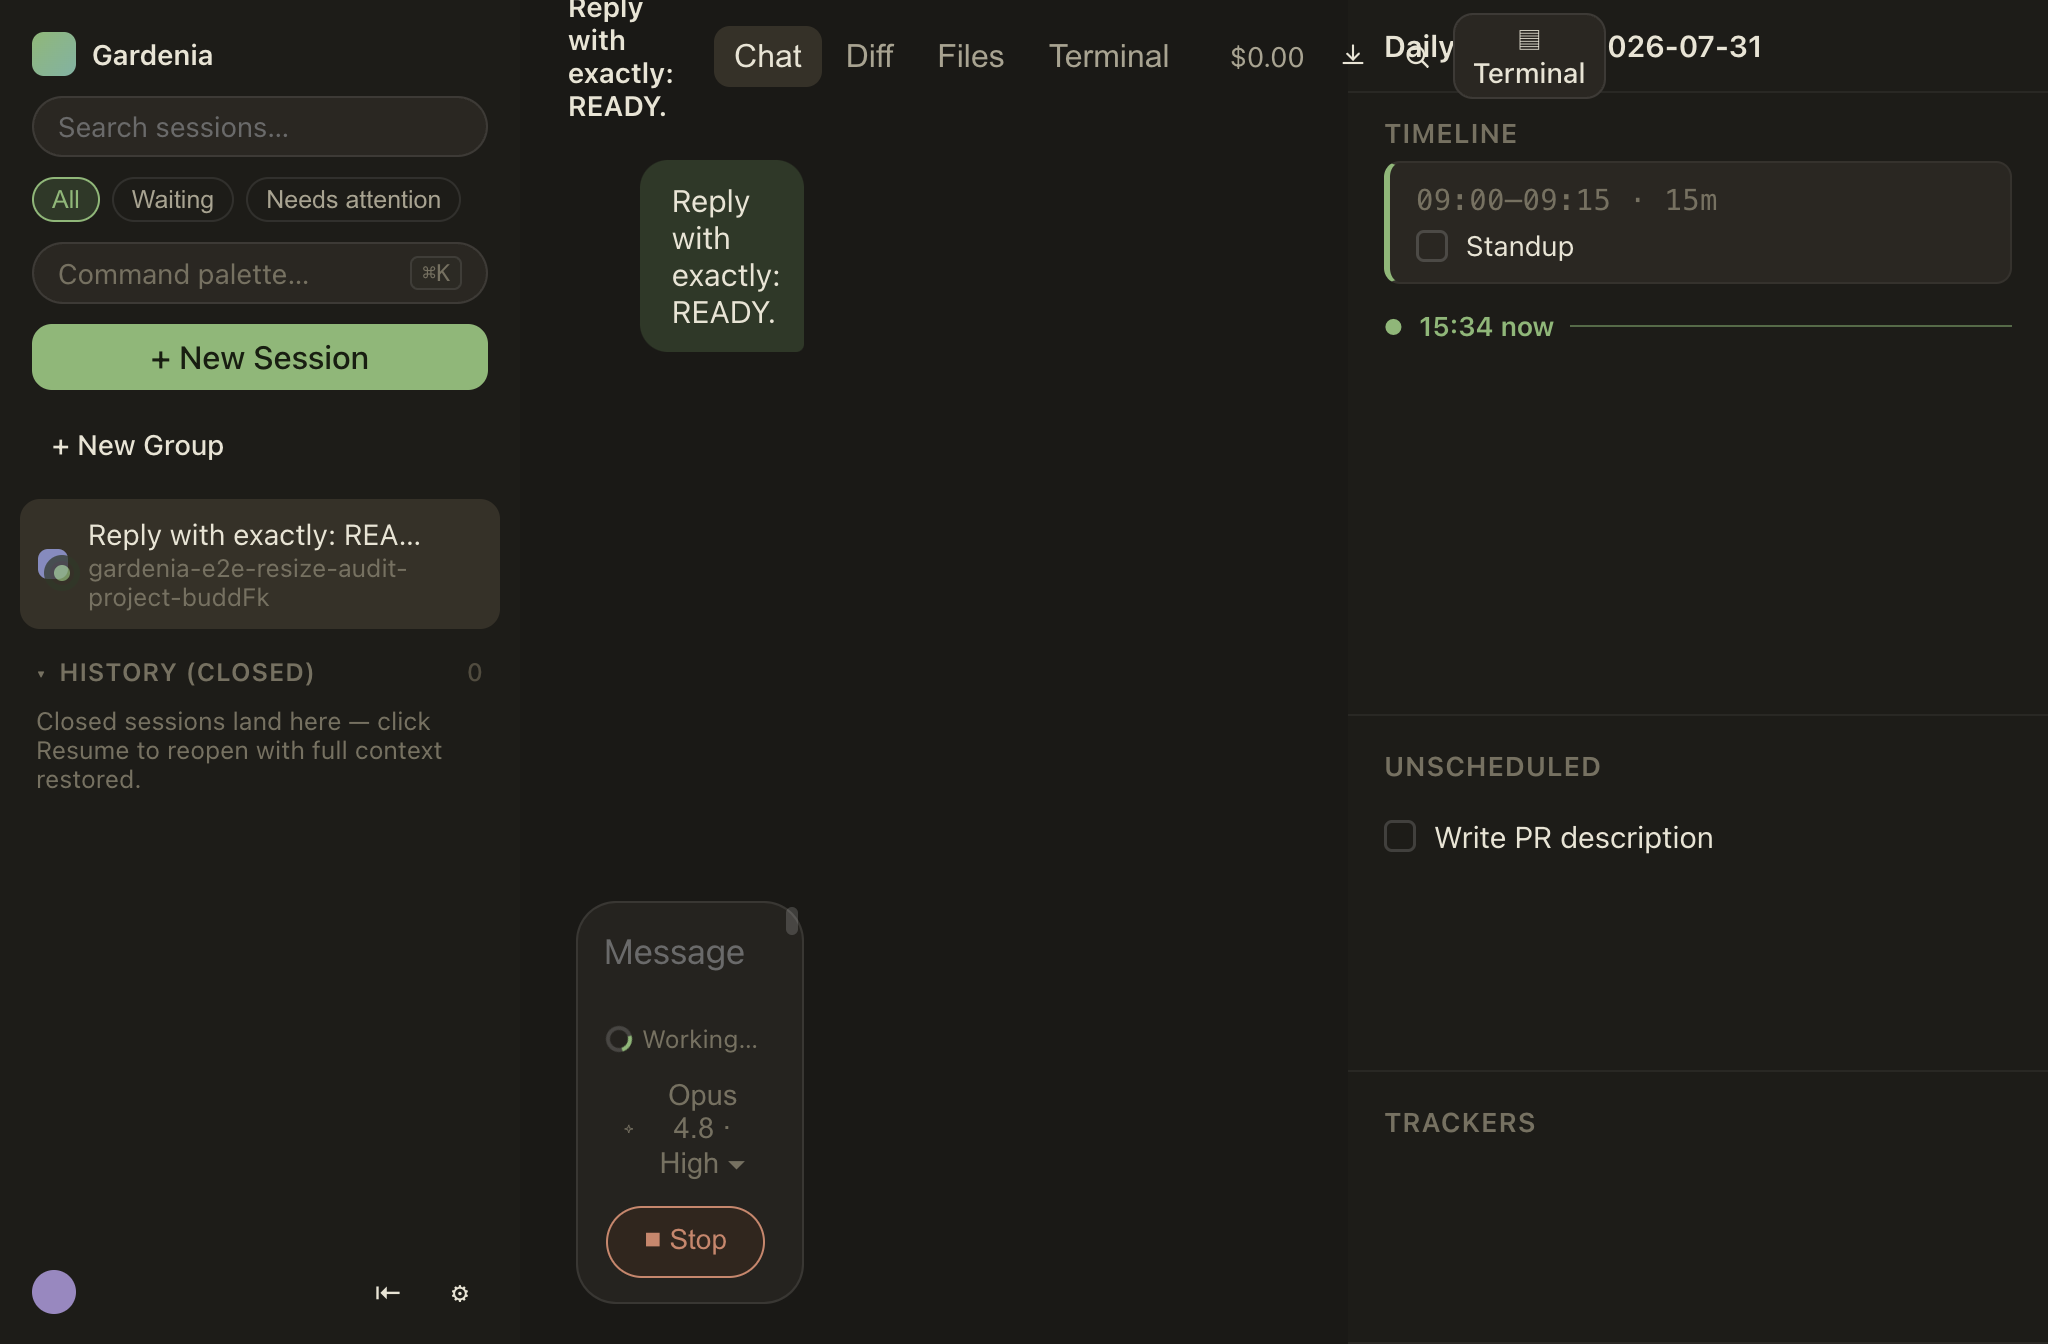 Gardenia
Search sessions...
All
Waiting
Needs attention
Command palette...
⌘K
+ New Session
+ New Group
Reply with exactly: REA...
gardenia-e2e-resize-audit-
project-buddFk
▾ HISTORY (CLOSED) 0
Closed sessions land here — click
Resume to reopen with full context
restored.
Reply
with
exactly:
READY.
Chat
Diff
Files
Terminal
$0.00
Reply
with
exactly:
READY.
Message
Working...
Opus
4.8 ·
High
Stop
Daily
Terminal
026-07-31
TIMELINE
09:00–09:15 · 15m
Standup
15:34 now
UNSCHEDULED
Write PR description
TRACKERS